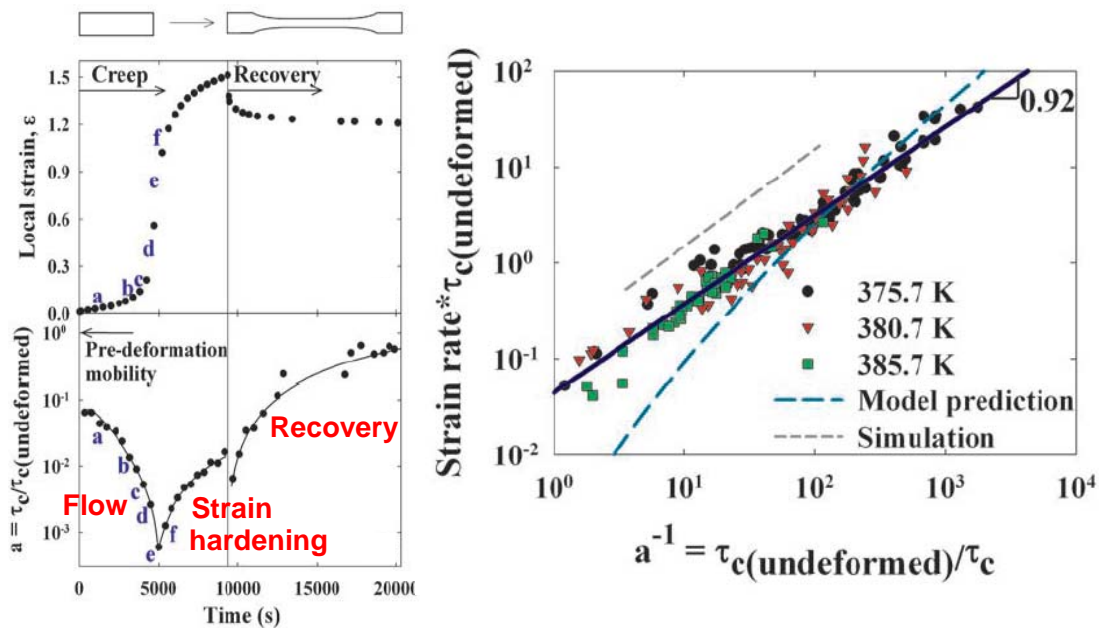 Creep
Recovery
1.5
1.2
0.9
0.6
0.3
0.0
Local strain, ε
a
b
c
d
e
f
10⁰
10⁻¹
10⁻²
10⁻³
a = τc/τc(undeformed)
Pre-deformation
mobility
a
b
c
d
e
f
Flow
Strain
hardening
Recovery
0
5000
10000
15000
2000
Time (s)
10²
10¹
10⁰
10⁻¹
10⁻²
Strain rate*τc(undeformed)
0.92
375.7 K
380.7 K
385.7 K
Model prediction
Simulation
10⁰
10¹
10²
10³
10⁴
a⁻¹ = τc(undeformed)/τc